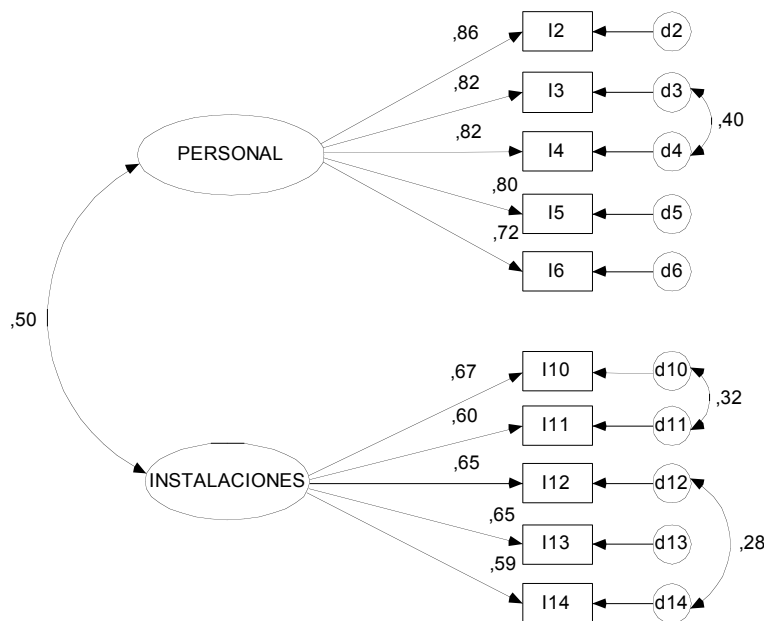 ,86
I2
d2
,82
I3
d3
,40
,82
I4
d4
PERSONAL
,80
I5
d5
,72
I6
d6
,50
,67
I10
d10
,32
,60
I11
d11
,65
I12
d12
INSTALACIONES
,65
I13
d13
,28
,59
I14
d14